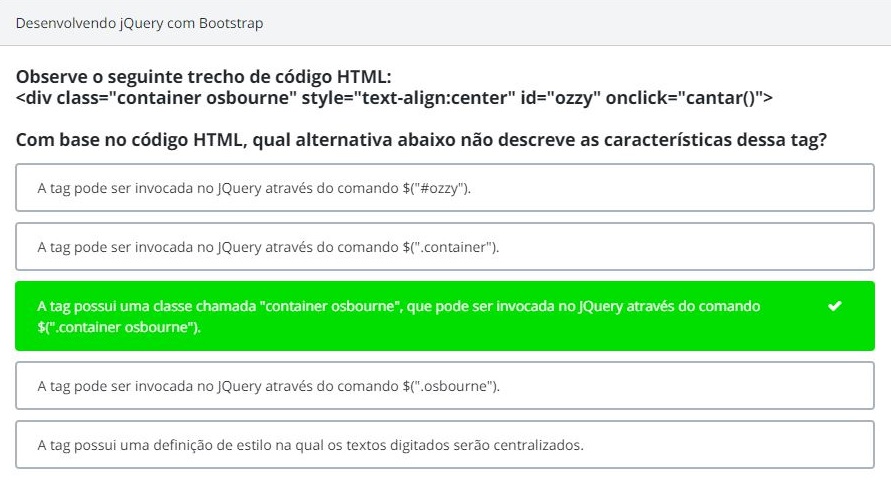 Desenvolvendo jQuery com Bootstrap
Observe o seguinte trecho de código HTML:
<div class="container osbourne" style="text-align:center" id="ozzy" onclick="cantar()">
Com base no código HTML, qual alternativa abaixo não descreve as características dessa tag?
A tag pode ser invocada no JQuery através do comando $("#ozzy").
A tag pode ser invocada no JQuery através do comando $(".container").
A tag possui uma classe chamada "container osbourne", que pode ser invocada no JQuery através do comando
$(".container osbourne").
A tag pode ser invocada no JQuery através do comando $(".osbourne").
A tag possui uma definição de estilo na qual os textos digitados serão centralizados.